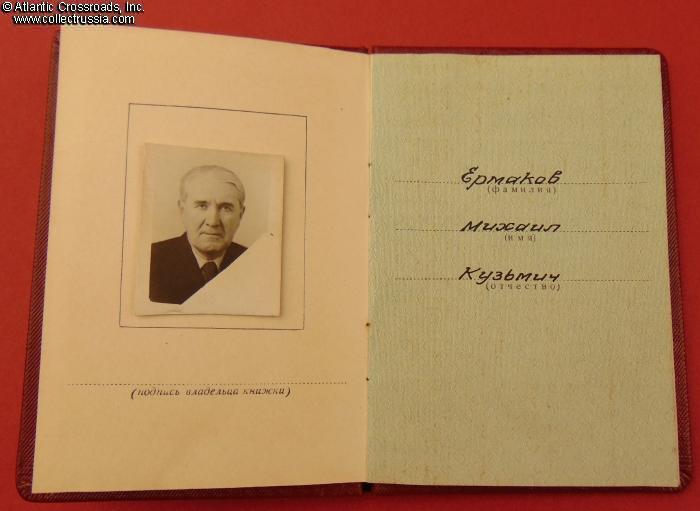 © Atlantic Crossroads, Inc.
www.collectrussia.com
(подпись владельца книжки)
Ермаков
(фамилия)
Михаил
(имя)
Кузьмич
(отчество)